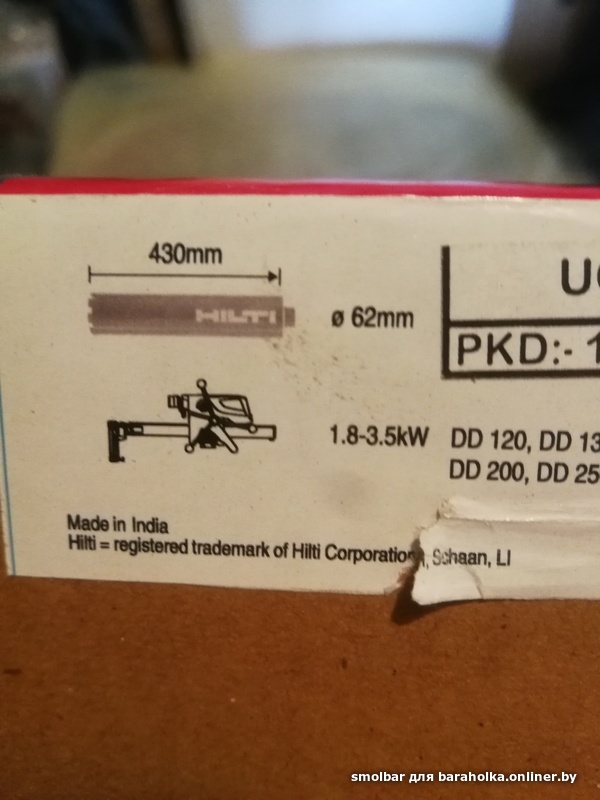 430mm
HILTI
ø 62mm
PKD:- 1
1.8-3.5kW
DD 120, DD 13
DD 200, DD 25
Made in India
Hilti = registered trademark of Hilti Corporation, Schaan, LI
smolbar для baraholka.onliner.by